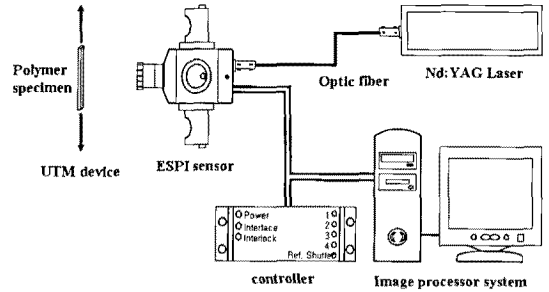 Polymer
specimen
UTM device
ESPI sensor
Optic fiber
Nd:YAG Laser
Power
Interlace
Interlock
1
2
3
4
Ref. Shutter
controller
Image processor system